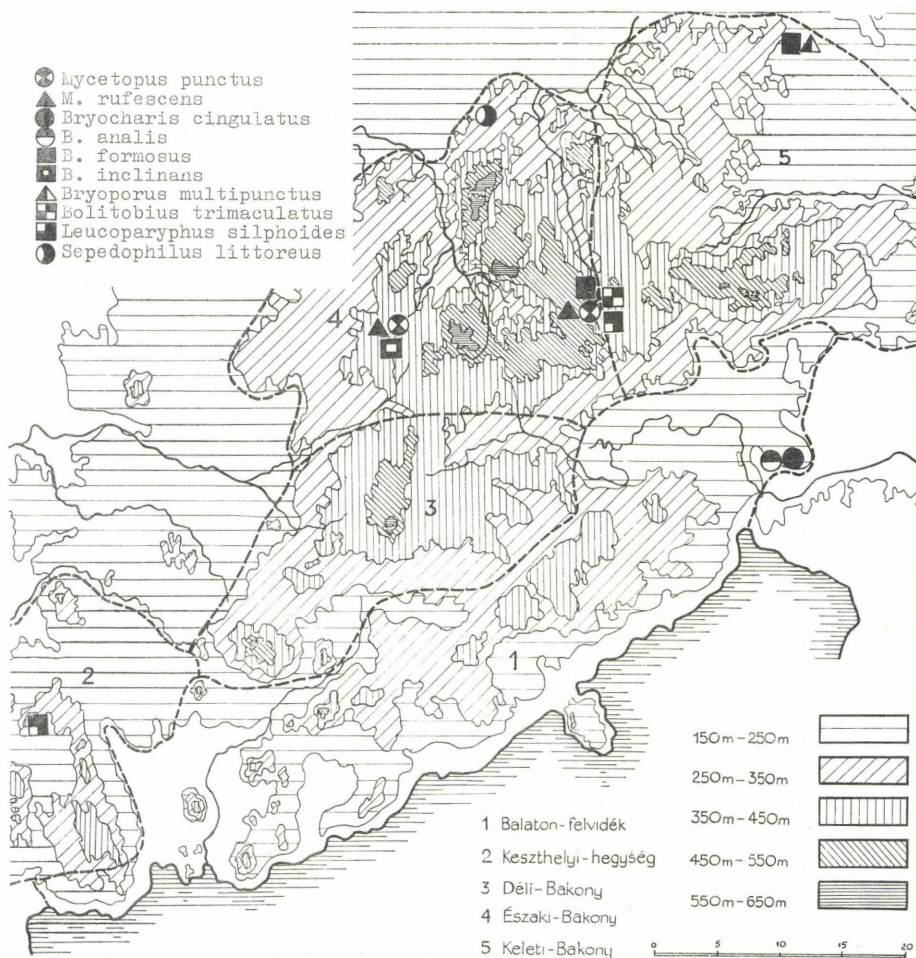 Mycetopus punctus
M. rufescens
Bryocharis cingulatus
B. analis
B. formosus
B. inclinans
Bryoporus multipunctus
Bolitobius trimaculatus
Leucoparyphus silphoides
Sepedophilus littoreus
5
4
3
2
1
150m-250m
250m-350m
350m-450m
450m-550m
550m-650m
1 Balaton-felvidék
2 Keszthelyi-hegység
3 Déli-Bakony
4 Északi-Bakony
5 Keleti-Bakony
0 5 10 15 20